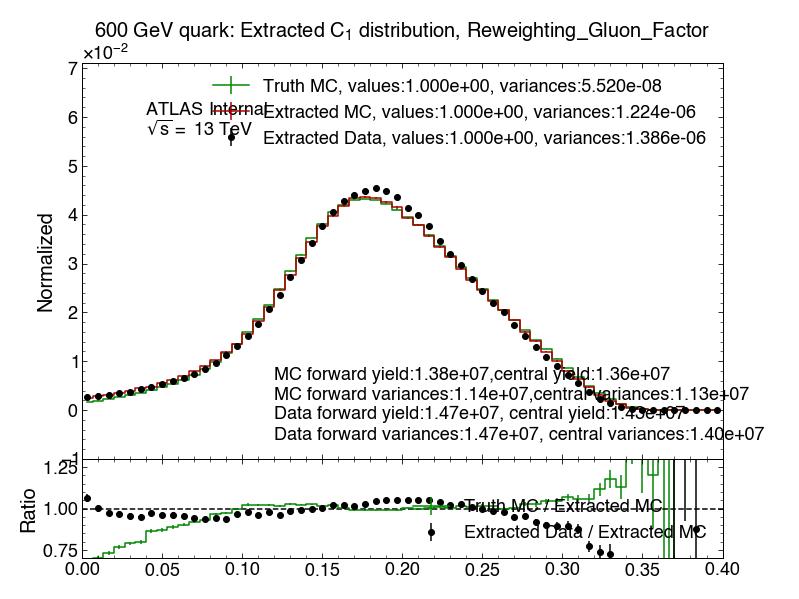 600 GeV quark: Extracted C₁ distribution, Reweighting_Gluon_Factor
×10⁻²
Truth MC, values:1.000e+00, variances:5.520e-08
ATLAS Internal
Extracted MC, values:1.000e+00, variances:1.224e-06
√s = 13 TeV
Extracted Data, values:1.000e+00, variances:1.386e-06
7
6
5
4
3
2
1
0
−1
Normalized
MC forward yield:1.38e+07,central yield:1.36e+07
MC forward variances:1.14e+07,central variances:1.13e+07
Data forward yield:1.47e+07, central yield:1.43e+07
Data forward variances:1.47e+07, central variances:1.40e+07
1.25
1.00
0.75
Ratio
Truth MC / Extracted MC
Extracted Data / Extracted MC
0.00 0.05 0.10 0.15 0.20 0.25 0.30 0.35 0.40